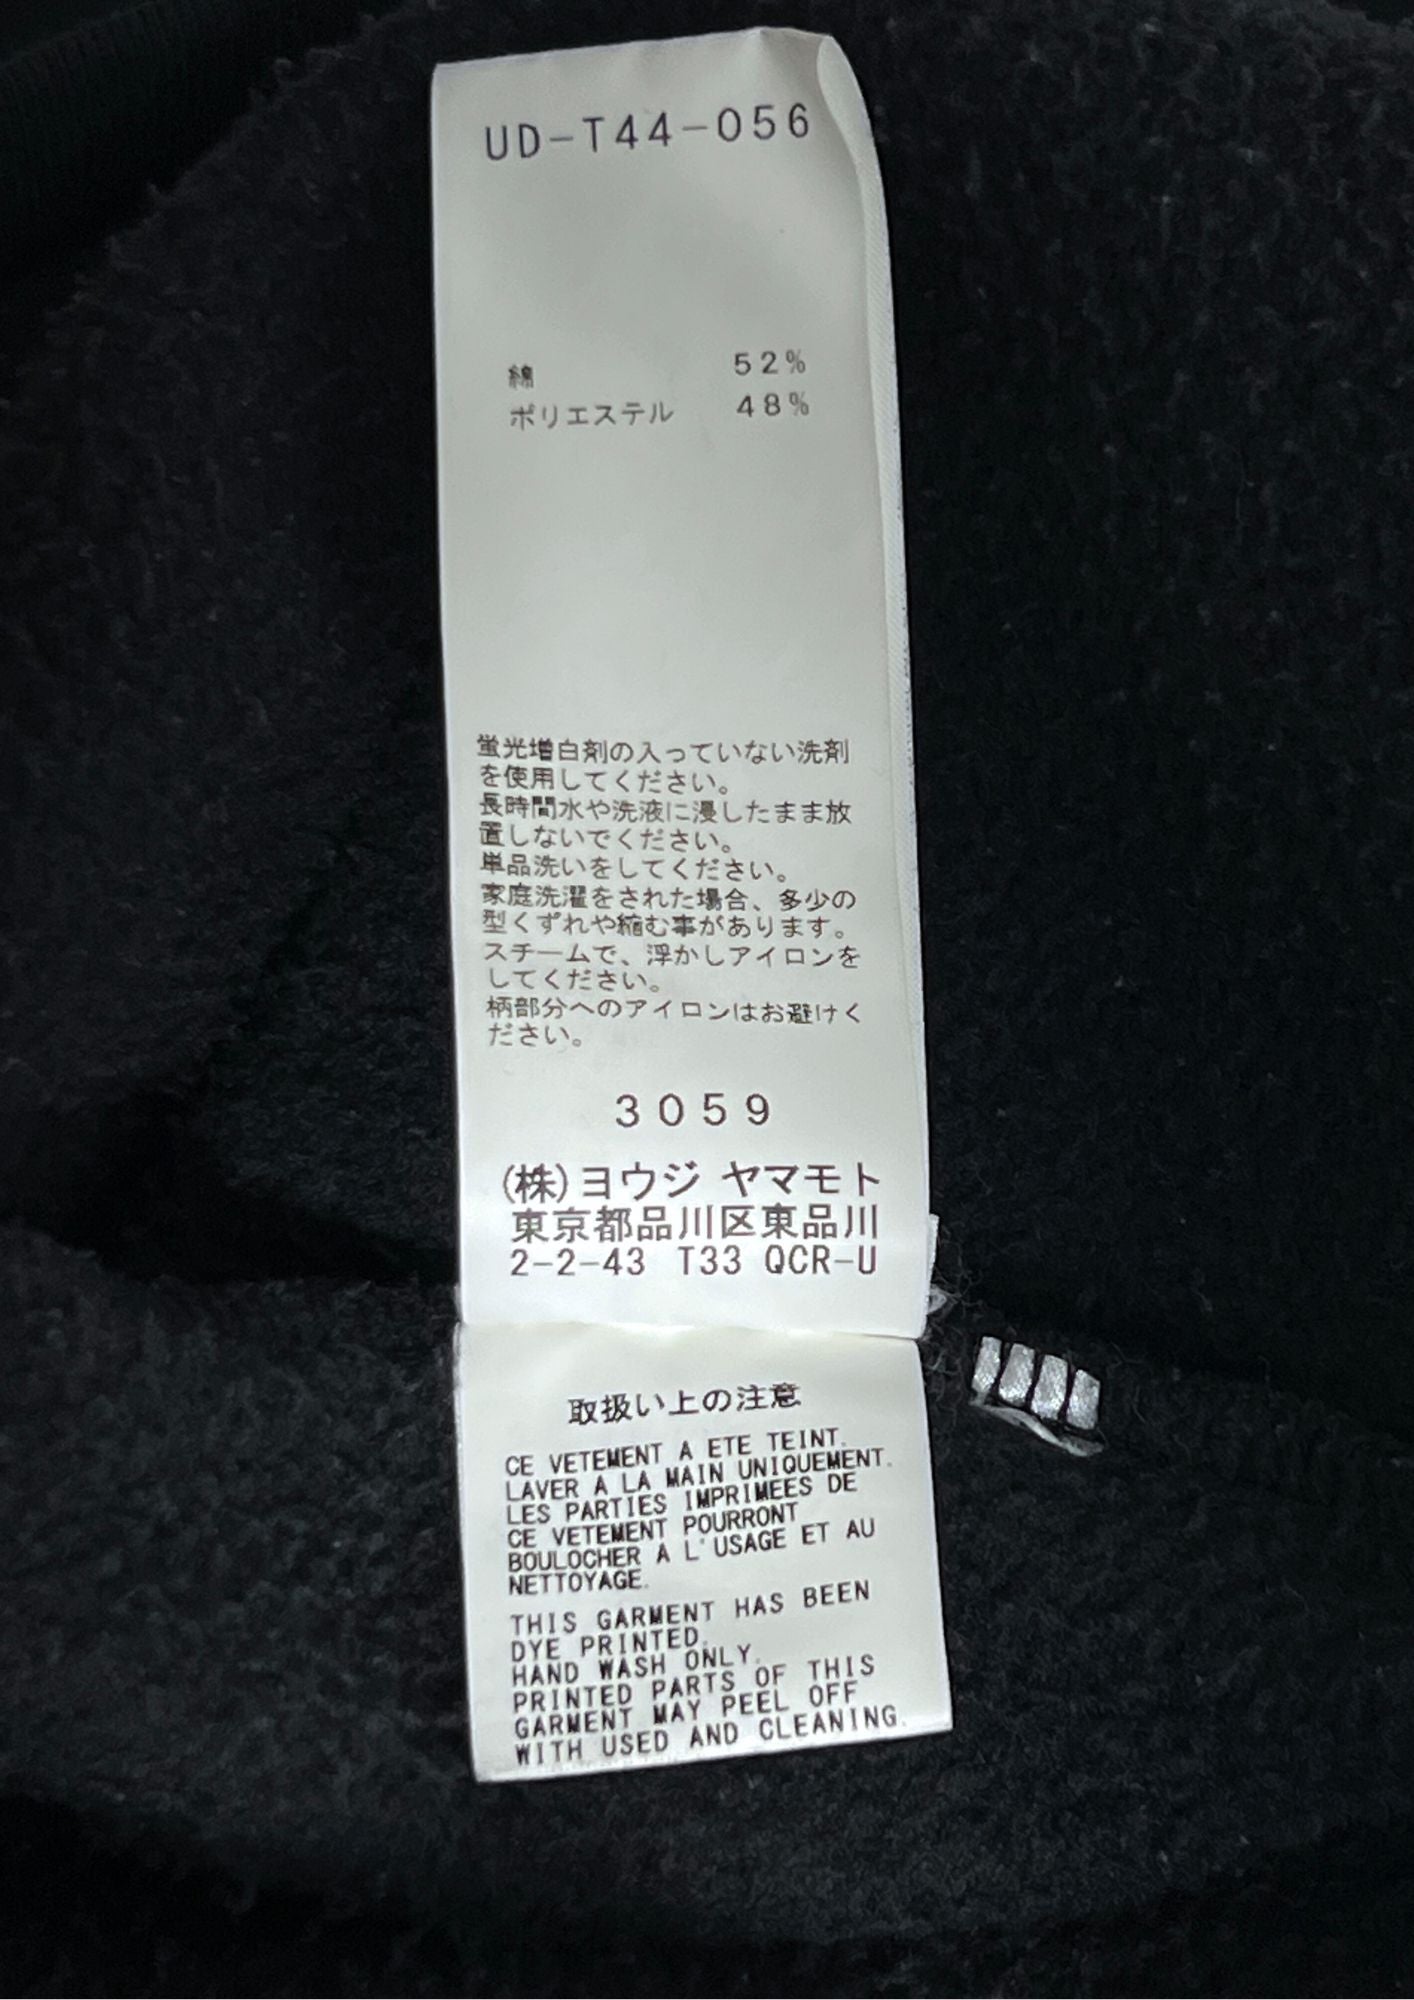 UD-T44-056
綿 52%
ポリエステル 48%
蛍光増白剤の入っていない洗剤
を使用してください。
長時間水や洗液に浸したまま放
置しないでください。
単品洗いをしてください。
家庭洗濯をされた場合、多少の
型くずれや縮む事があります。
スチームで、浮かしアイロンを
してください。
柄部分へのアイロンはお避けく
ださい。
3059
(株)ヨウジ ヤマモト
東京都品川区東品川
2-2-43 T33 QCR-U
取扱い上の注意
CE VETEMENT A ETE TEINT.
LAVER A LA MAIN UNIQUEMENT.
LES PARTIES IMPRIMEES DE
CE VETEMENT POURRONT
BOULOCHER A L'USAGE ET AU
NETTOYAGE.
THIS GARMENT HAS BEEN
DYE PRINTED.
HAND WASH ONLY.
PRINTED PARTS OF THIS
GARMENT MAY PEEL OFF
WITH USED AND CLEANING.